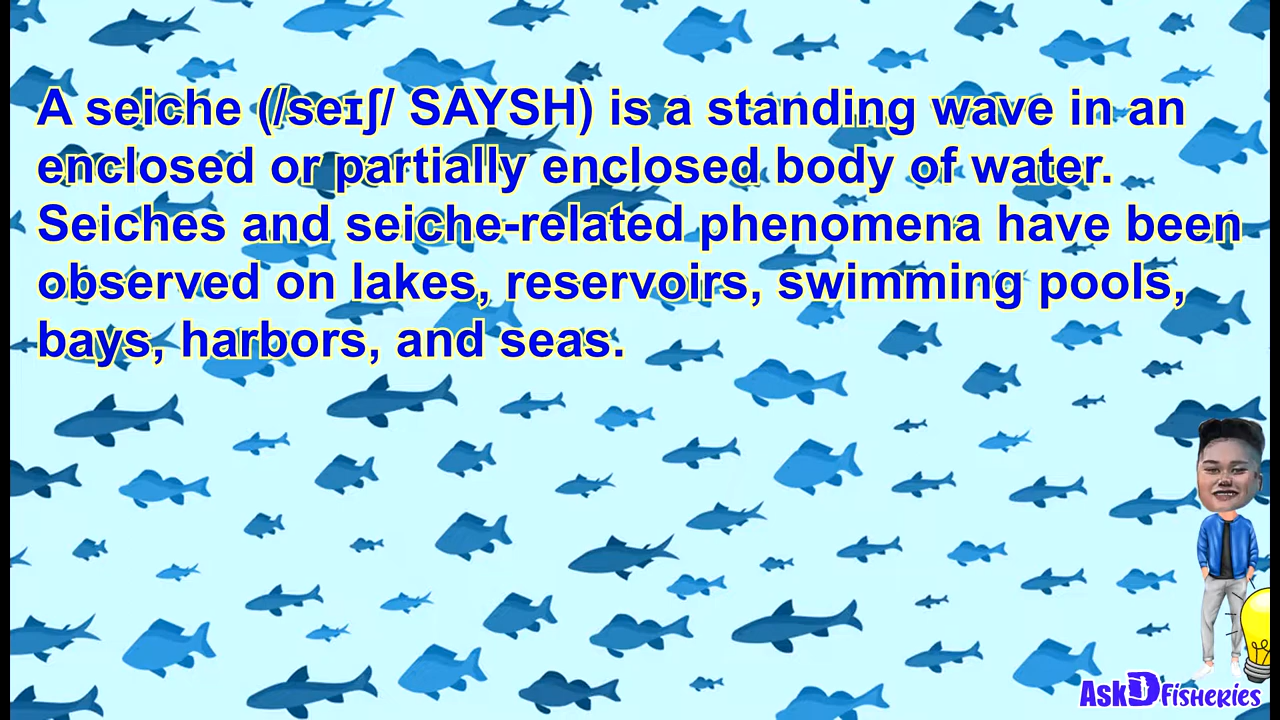 A seiche (/seɪʃ/ SAYSH) is a standing wave in an
enclosed or partially enclosed body of water.
Seiches and seiche-related phenomena have been
observed on lakes, reservoirs, swimming pools,
bays, harbors, and seas.
AskDFisheries